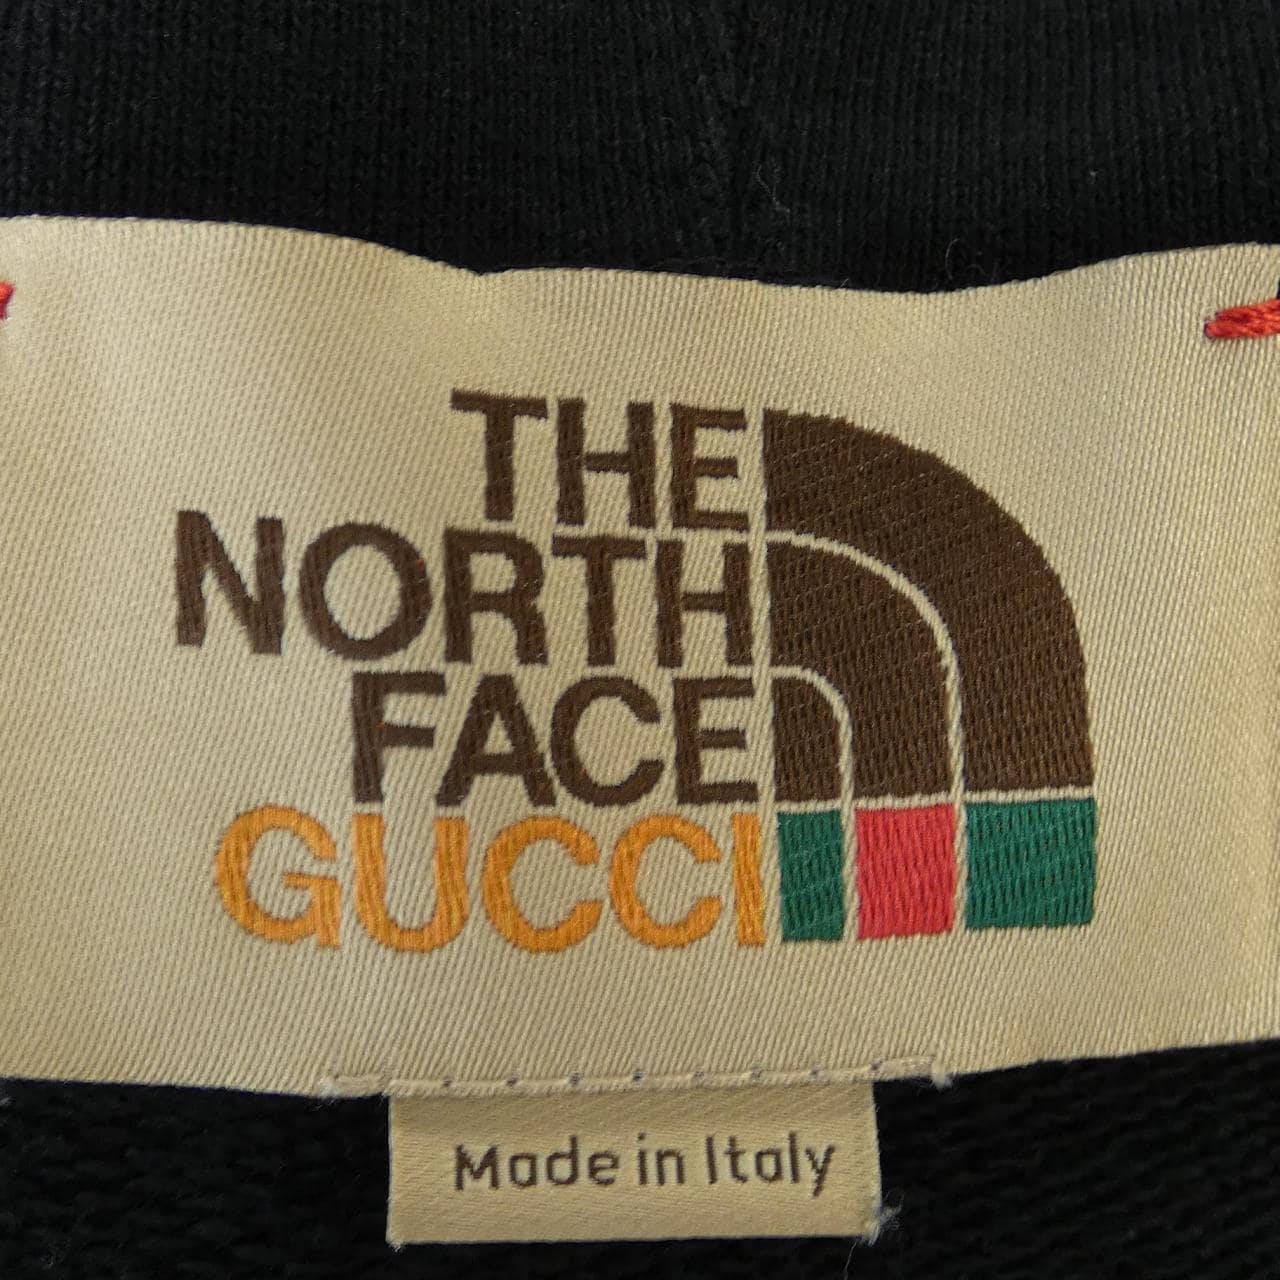 THE
NORTH
FACE
GUCCI
Made in Italy